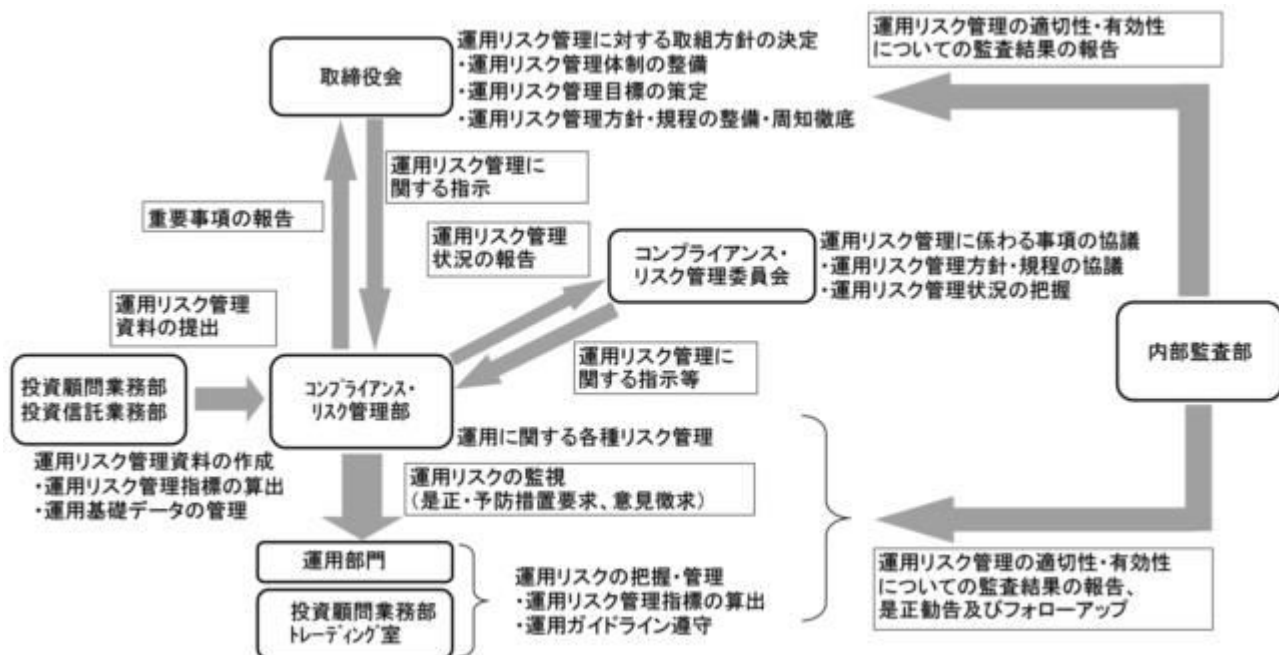 取締役会
運用リスク管理に対する取組方針の決定
・運用リスク管理体制の整備
・運用リスク管理目標の策定
・運用リスク管理方針・規程の整備・周知徹底
運用リスク管理の適切性・有効性
についての監査結果の報告
運用リスク管理に
関する指示
重要事項の報告
運用リスク管理
状況の報告
コンプライアンス・
リスク管理委員会
運用リスク管理に係わる事項の協議
・運用リスク管理方針・規程の協議
・運用リスク管理状況の把握
運用リスク管理
資料の提出
運用リスク管理に
関する指示等
内部監査部
投資顧問業務部
投資信託業務部
コンプライアンス・
リスク管理部
運用に関する各種リスク管理
運用リスク管理資料の作成
・運用リスク管理指標の算出
・運用基礎データの管理
運用リスクの監視
（是正・予防措置要求、意見徴求）
運用部門
投資顧問業務部
トレーディング室
運用リスクの把握・管理
・運用リスク管理指標の算出
・運用ガイドライン遵守
運用リスク管理の適切性・有効性
についての監査結果の報告、
是正勧告及びフォローアップ